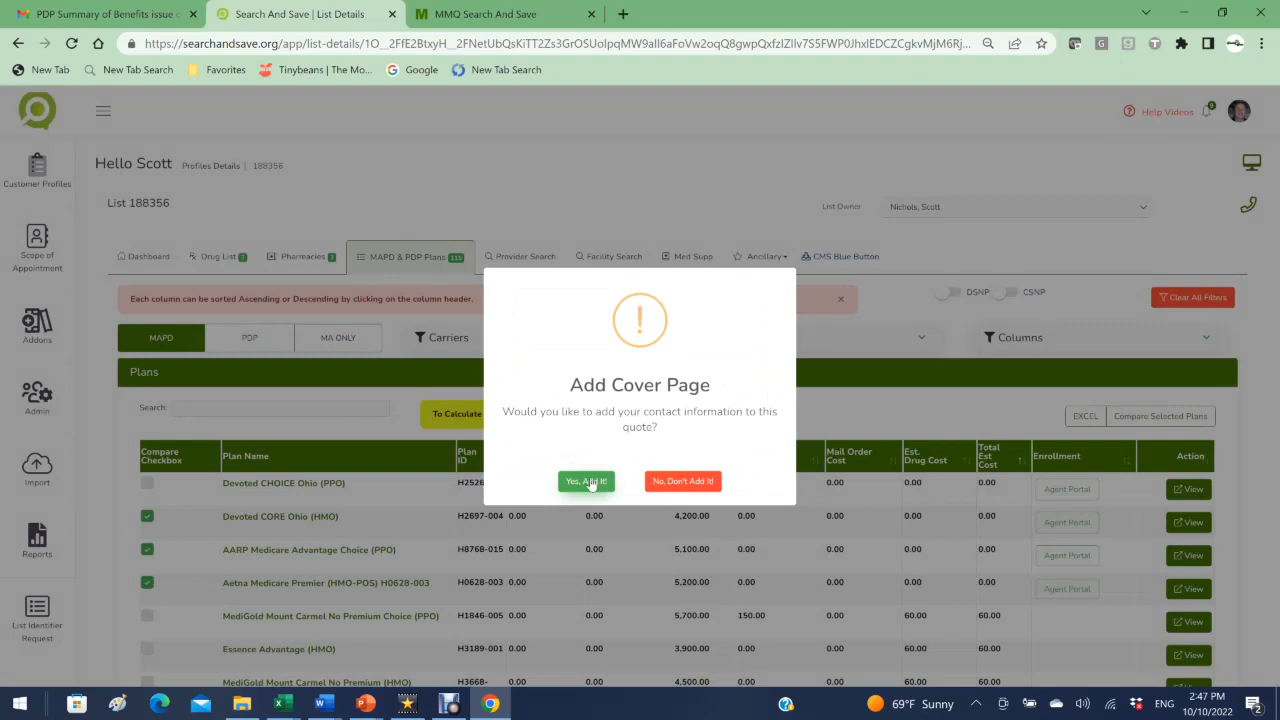 PDP Summary of Benefits issue
Search And Save | List Details
MMQ Search And Save
New Tab
New Tab Search
Favorites
Tinybeans | The Mo...
Google
New Tab Search
Help Videos
Customer Profiles
Hello Scott Profiles Details | 188356
List 188356
List Owner
Nichols, Scott
Scope of
Appointment
Dashboard
Drug List
Pharmacies
MAPD & PDP Plans
Provider Search
Facility Search
Med Supp
Ancillary
CMS Blue Button
Each column can be sorted Ascending or Descending by clicking on the column header.
DSNP
CSNP
Clear All Filters
MAPD
PDP
MA ONLY
Carriers
Columns
Addons
Plans
Add Cover Page
Would you like to add your contact information to this
quote?
Yes, Add It!
No, Don't Add It!
Search:
To Calculate
EXCEL
Compare Selected Plans
Admin
Compare
Checkbox
Plan Name
Plan
ID
Mail Order
Cost
Est.
Drug Cost
Total
Est
Cost
Enrollment
Action
Import
Devoted CHOICE Ohio (PPO) H2526 0.00 0.00 0.00 Agent Portal View
Devoted CORE Ohio (HMO) H2697-004 0.00 0.00 4,200.00 0.00 0.00 0.00 0.00 Agent Portal View
AARP Medicare Advantage Choice (PPO) H8768-015 0.00 0.00 5,100.00 0.00 0.00 0.00 0.00 Agent Portal View
Reports
Aetna Medicare Premier (HMO-POS) H0628-003 H0628-003 0.00 0.00 5,200.00 0.00 0.00 0.00 0.00 Agent Portal View
MediGold Mount Carmel No Premium Choice (PPO) H1846-005 0.00 0.00 5,700.00 150.00 0.00 60.00 60.00 View
List Identifier
Request
Essence Advantage (HMO) H3189-001 0.00 0.00 3,900.00 0.00 0.00 60.00 60.00 View
MediGold Mount Carmel No Premium (HMO) H3668- 0.00 0.00 4,500.00 0.00 0.00 60.00 60.00
69°F Sunny
ENG
2:47 PM
10/10/2022
2